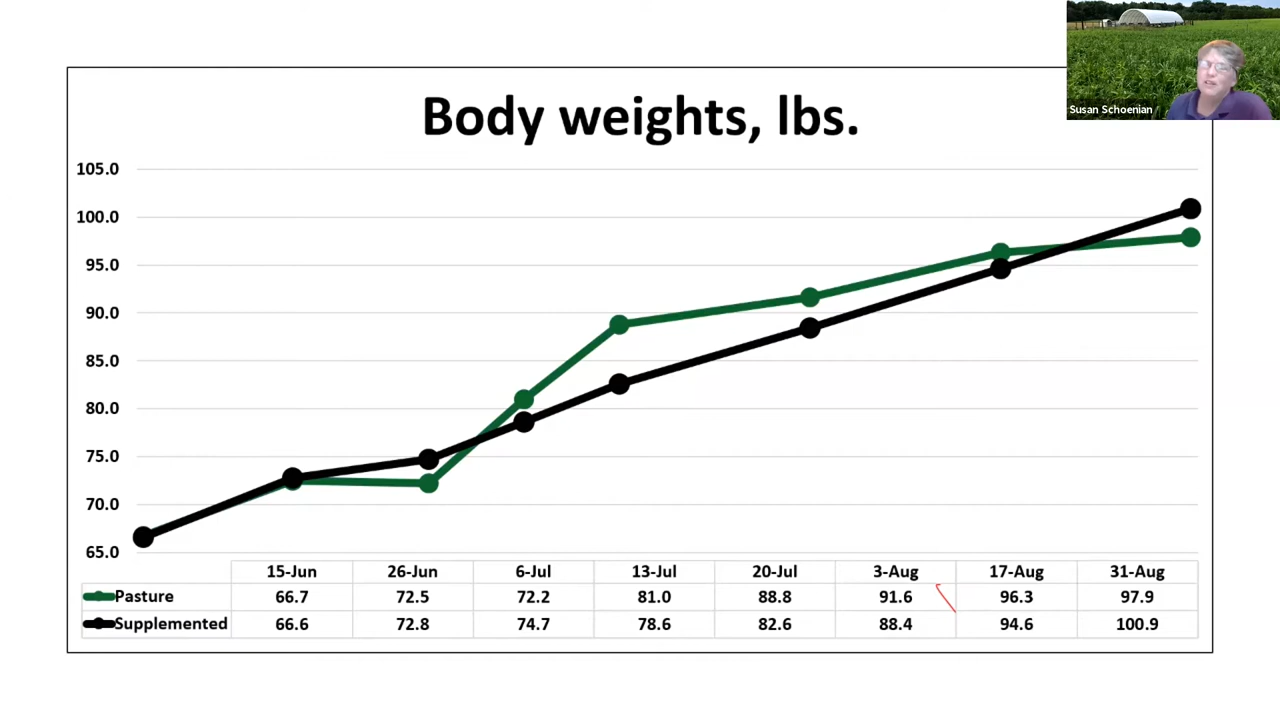 Susan Schoenian
Body weights, lbs.
105.0
100.0
95.0
90.0
85.0
80.0
75.0
70.0
65.0
15-Jun 26-Jun 6-Jul 13-Jul 20-Jul 3-Aug 17-Aug 31-Aug
Pasture 66.7 72.5 72.2 81.0 88.8 91.6 96.3 97.9
Supplemented 66.6 72.8 74.7 78.6 82.6 88.4 94.6 100.9